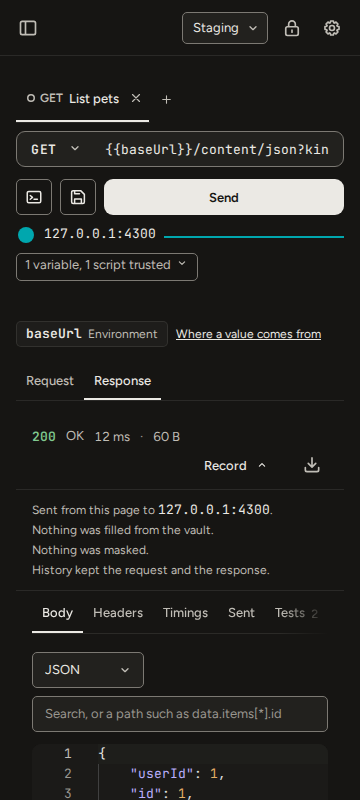 Staging
GET List pets
GET {{baseUrl}}/content/json?kin
Send
127.0.0.1:4300
1 variable, 1 script trusted
baseUrl Environment Where a value comes from
Request Response
200 OK 12 ms · 60 B
Record
Sent from this page to 127.0.0.1:4300.
Nothing was filled from the vault.
Nothing was masked.
History kept the request and the response.
Body Headers Timings Sent Tests 2
JSON
Search, or a path such as data.items[*].id
1 {
2 "userId": 1,
3 "id": 1,